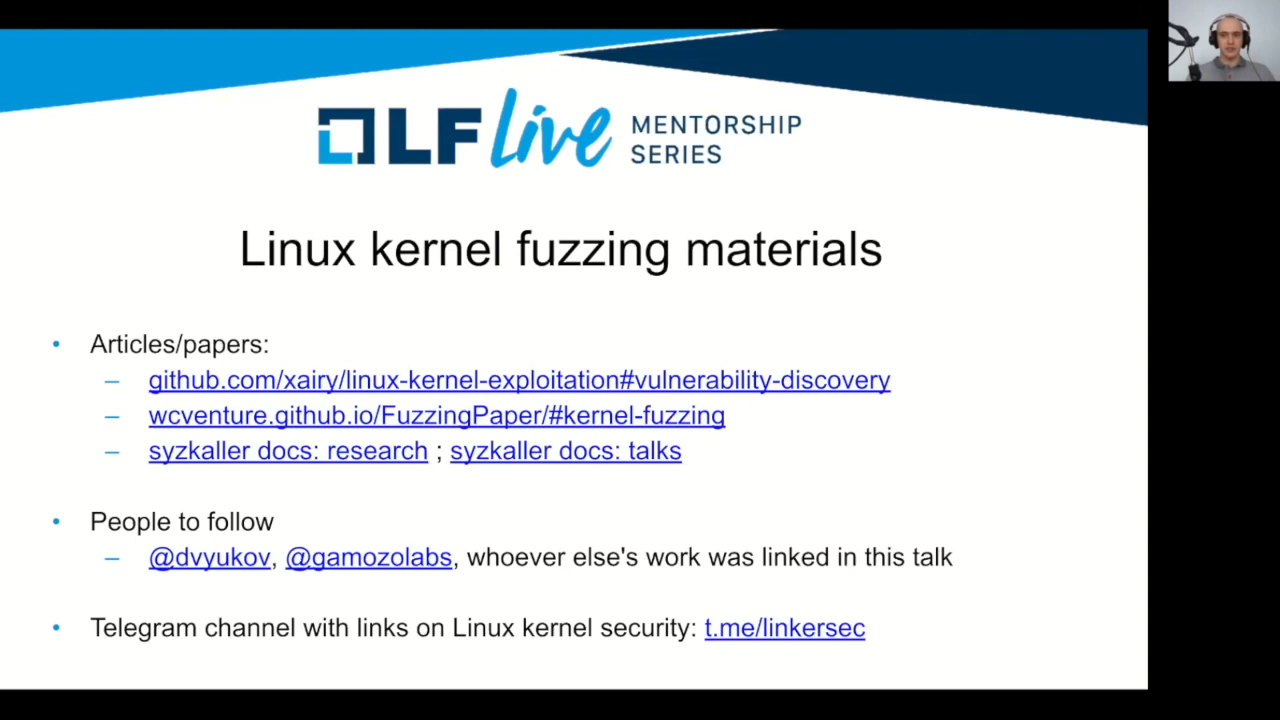 LF Live MENTORSHIP
SERIES
Linux kernel fuzzing materials
• Articles/papers:
– github.com/xairy/linux-kernel-exploitation#vulnerability-discovery
– wcventure.github.io/FuzzingPaper/#kernel-fuzzing
– syzkaller docs: research ; syzkaller docs: talks
• People to follow
– @dvyukov, @gamozolabs, whoever else's work was linked in this talk
• Telegram channel with links on Linux kernel security: t.me/linkersec